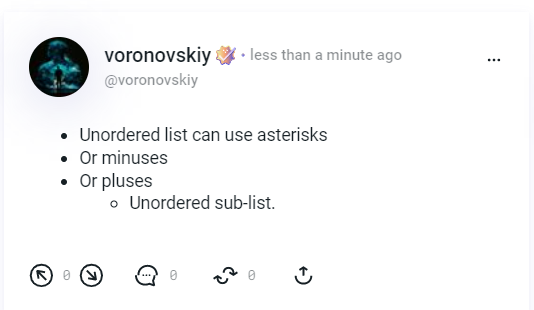 voronovskiy · less than a minute ago
@voronovskiy
• Unordered list can use asterisks
• Or minuses
• Or pluses
◦ Unordered sub-list.
0 0 0